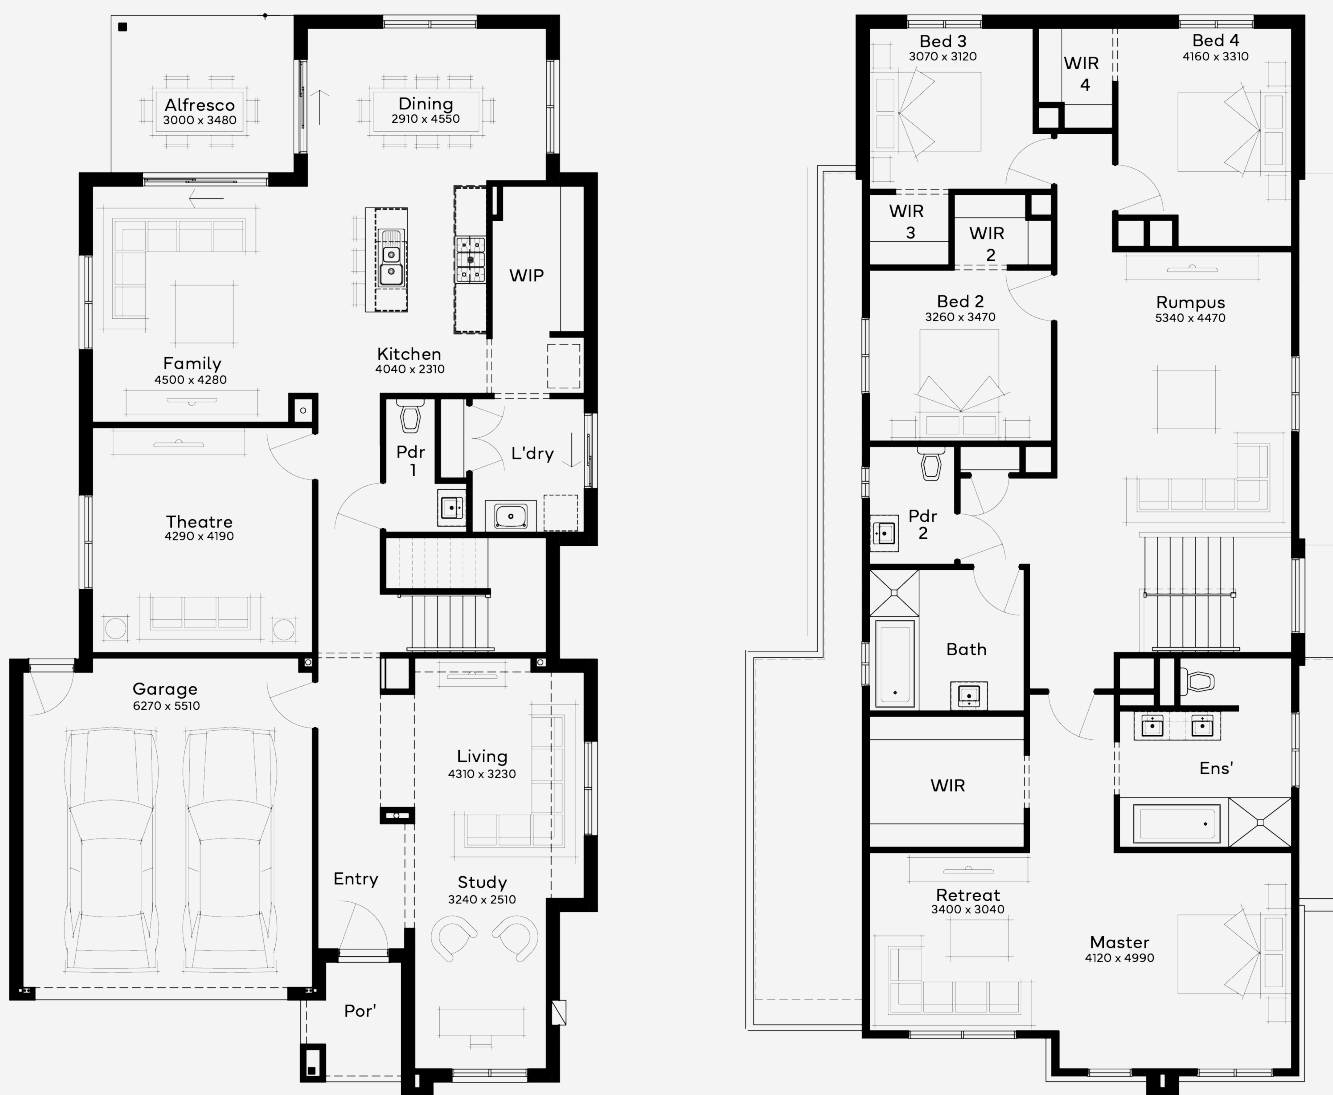 Alfresco
3000 x 3480
Dining
2910 x 4550
WIP
Family
4500 x 4280
Kitchen
4040 x 2310
Pdr
1
L'dry
Theatre
4290 x 4190
Garage
6270 x 5510
Living
4310 x 3230
Entry
Study
3240 x 2510
Por'
Bed 3
3070 x 3120
WIR
4
Bed 4
4160 x 3310
WIR
3
WIR
2
Bed 2
3260 x 3470
Rumpus
5340 x 4470
Pdr
2
Bath
Ens'
WIR
Retreat
3400 x 3040
Master
4120 x 4990